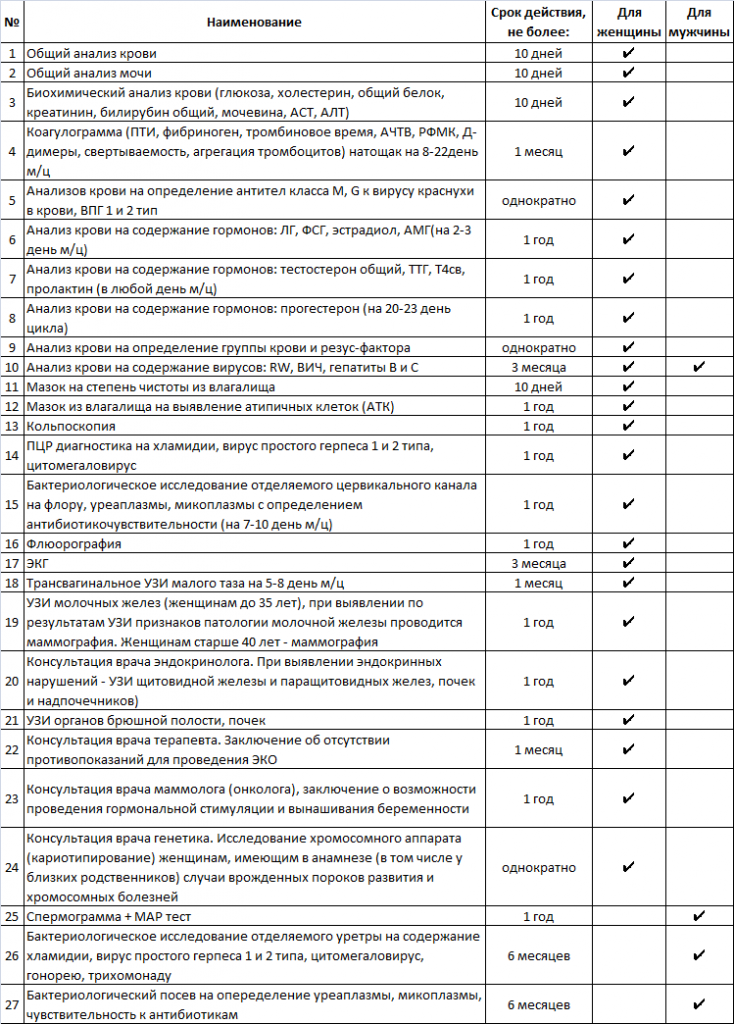 № Наименование Срок действия, не более: Для женщины Для мужчины
1 Общий анализ крови 10 дней ✔
2 Общий анализ мочи 10 дней ✔
3 Биохимический анализ крови (глюкоза, холестерин, общий белок,
креатинин, билирубин общий, мочевина, АСТ, АЛТ) 10 дней ✔
4 Коагулограмма (ПТИ, фибриноген, тромбиновое время, АЧТВ, РФМК, Д-
димеры, свертываемость, агрегация тромбоцитов) натощак на 8-22день
м/ц 1 месяц ✔
5 Анализов крови на определение антител класса M, G к вирусу краснухи
в крови, ВПГ 1 и 2 тип однократно ✔
6 Анализ крови на содержание гормонов: ЛГ, ФСГ, эстрадиол, АМГ(на 2-3
день м/ц) 1 год ✔
7 Анализ крови на содержание гормонов: тестостерон общий, ТТГ, Т4св,
пролактин (в любой день м/ц) 1 год ✔
8 Анализ крови на содержание гормонов: прогестерон (на 20-23 день
цикла) 1 год ✔
9 Анализ крови на определение группы крови и резус-фактора однократно ✔
10 Анализ крови на содержание вирусов: RW, ВИЧ, гепатиты В и С 3 месяца ✔ ✔
11 Мазок на степень чистоты из влагалища 10 дней ✔
12 Мазок из влагалища на выявление атипичных клеток (АТК) 1 год ✔
13 Кольпоскопия 1 год ✔
14 ПЦР диагностика на хламидии, вирус простого герпеса 1 и 2 типа,
цитомегаловирус 1 год ✔
15 Бактериологическое исследование отделяемого цервикального канала
на флору, уреаплазмы, микоплазмы с определением
антибиотикочувствительности (на 7-10 день м/ц) 1 год ✔
16 Флюорография 1 год ✔
17 ЭКГ 3 месяца ✔
18 Трансвагинальное УЗИ малого таза на 5-8 день м/ц 1 месяц ✔
19 УЗИ молочных желез (женщинам до 35 лет), при выявлении по
результатам УЗИ признаков патологии молочной железы проводится
маммография. Женщинам старше 40 лет - маммография 1 год ✔
20 Консультация врача эндокринолога. При выявлении эндокринных
нарушений - УЗИ щитовидной железы и паращитовидных желез, почек
и надпочечников) 1 год ✔
21 УЗИ органов брюшной полости, почек 1 год ✔
22 Консультация врача терапевта. Заключение об отсутствии
противопоказаний для проведения ЭКО 1 месяц ✔
23 Консультация врача маммолога (онколога), заключение о возможности
проведения гормональной стимуляции и вынашивания беременности 1 год ✔
24 Консультация врача генетика. Исследование хромосомного аппарата
(кариотипирование) женщинам, имеющим в анамнезе (в том числе у
близких родственников) случаи врожденных пороков развития и
хромосомных болезней однократно ✔
25 Спермограмма + МАР тест 1 год ✔
26 Бактериологическое исследование отделяемого уретры на содержание
хламидии, вирус простого герпеса 1 и 2 типа, цитомегаловирус,
гонорею, трихомонаду 6 месяцев ✔
27 Бактериологический посев на опеределение уреаплазмы, микоплазмы,
чувствительность к антибиотикам 6 месяцев ✔